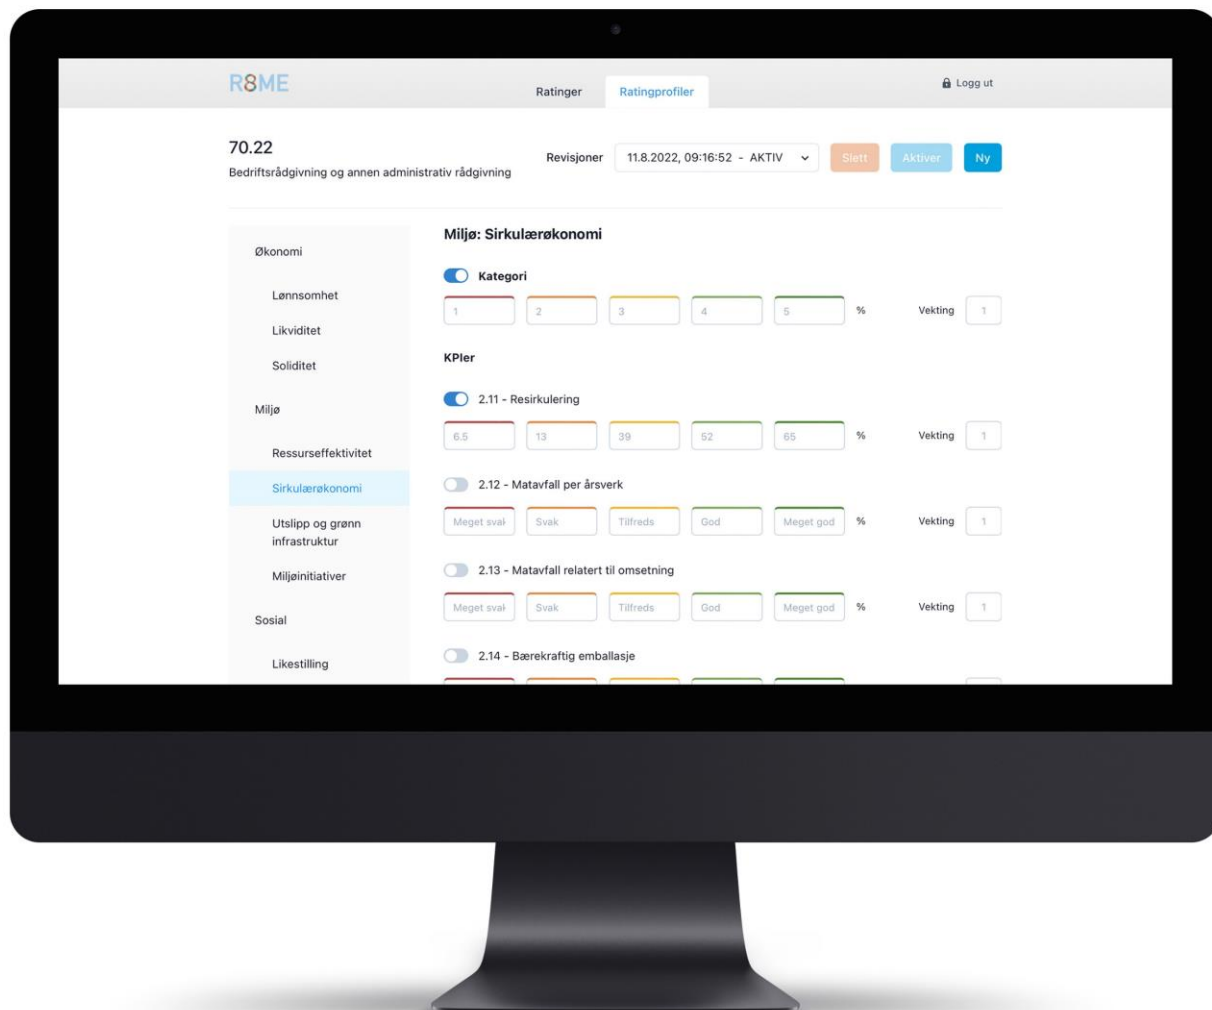 R8ME
Ratinger
Ratingprofiler
Logg ut
70.22
Bedriftsrådgivning og annen administrativ rådgivning
Revisjoner
11.8.2022, 09:16:52 - AKTIV
Slett
Aktiver
Ny
Økonomi
Lønnsomhet
Likviditet
Soliditet
Miljø
Ressurseffektivitet
Sirkulærøkonomi
Utslipp og grønn
infrastruktur
Miljøinitiativer
Sosial
Likestilling
Miljø: Sirkulærøkonomi
Kategori
1 2 3 4 5 % Vekting 1
KPIer
2.11 - Resirkulering
6.5 13 39 52 65 % Vekting 1
2.12 - Matavfall per årsverk
Meget sval Svak Tilfreds God Meget god % Vekting 1
2.13 - Matavfall relatert til omsetning
Meget sval Svak Tilfreds God Meget god % Vekting 1
2.14 - Bærekraftig emballasje